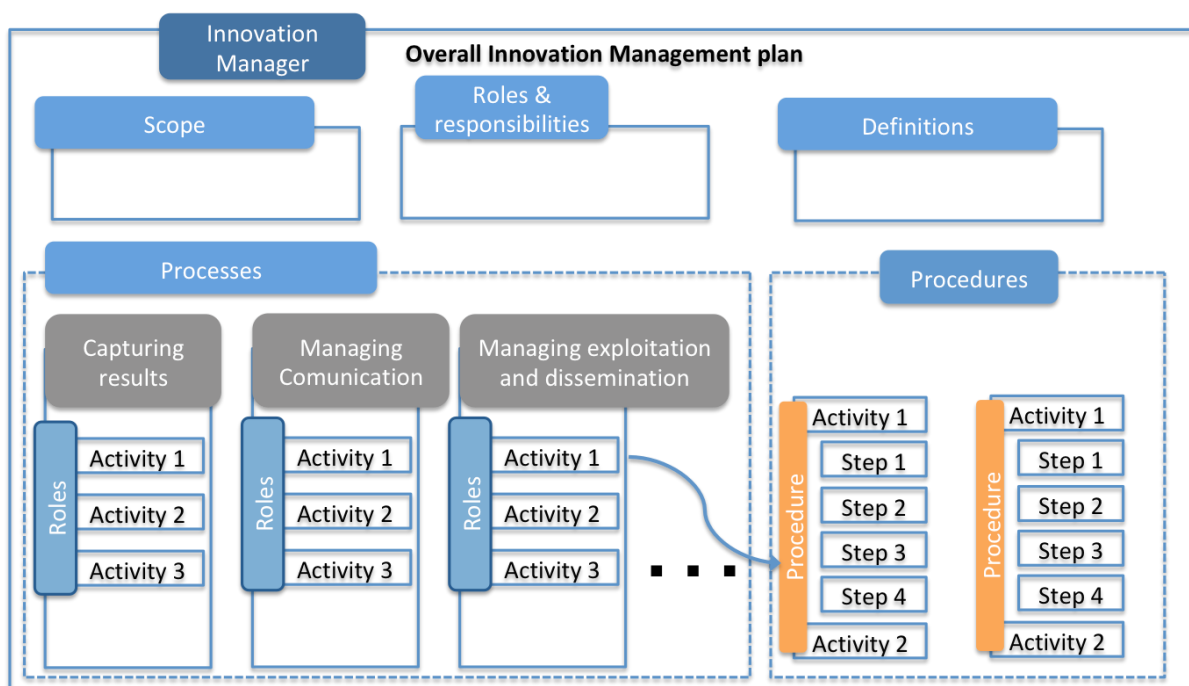 Innovation
Manager
Overall Innovation Management plan
Scope
Roles &
responsibilities
Definitions
Processes
Procedures
Capturing
results
Managing
Comunication
Managing exploitation
and dissemination
Roles
Activity 1
Activity 2
Activity 3
Roles
Activity 1
Activity 2
Activity 3
Roles
Activity 1
Activity 2
Activity 3
. . .
Procedure
Activity 1
Step 1
Step 2
Step 3
Step 4
Activity 2
Procedure
Activity 1
Step 1
Step 2
Step 3
Step 4
Activity 2